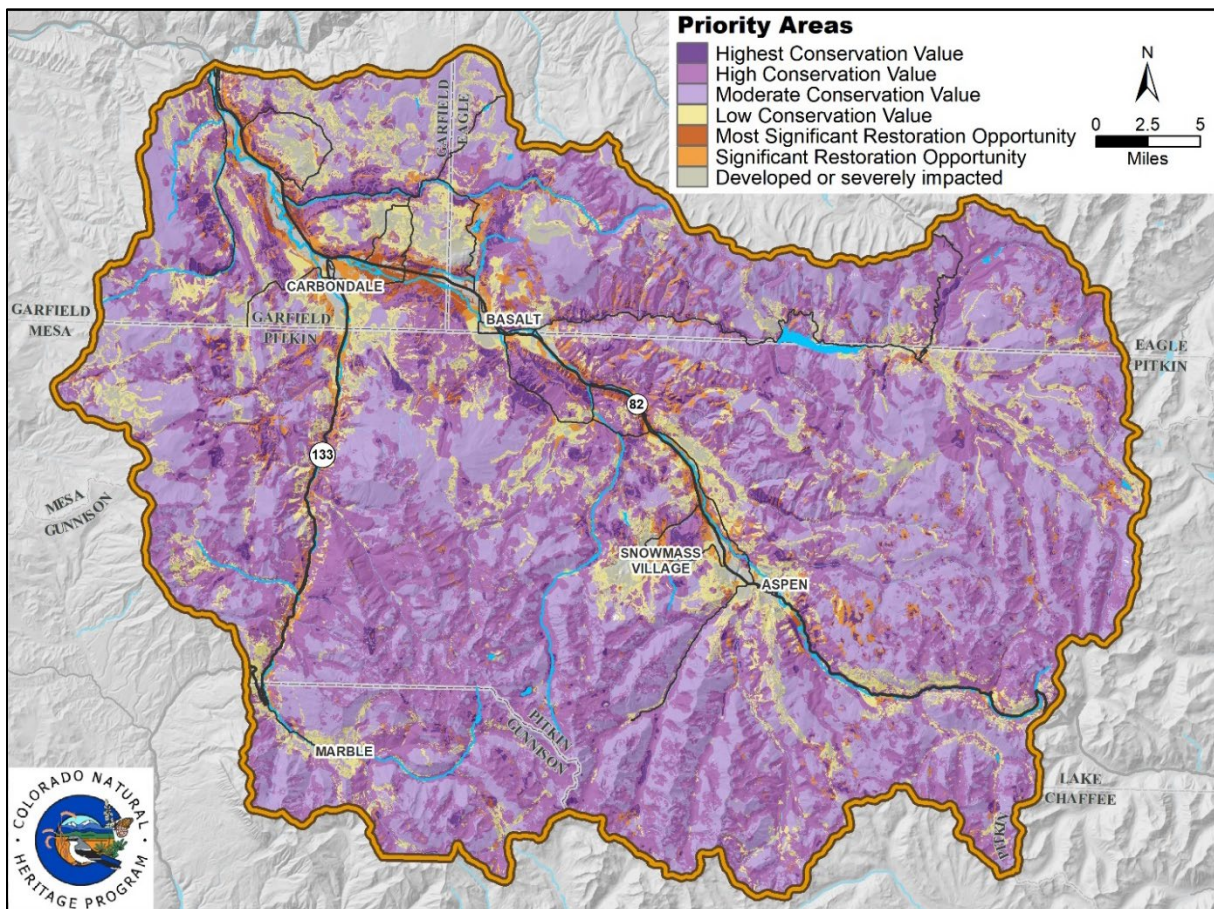 Priority Areas
Highest Conservation Value
High Conservation Value
Moderate Conservation Value
Low Conservation Value
Most Significant Restoration Opportunity
Significant Restoration Opportunity
Developed or severely impacted
N
0 2.5 5
Miles
GARFIELD
EAGLE
CARBONDALE
GARFIELD
MESA
GARFIELD
PITKIN
BASALT
EAGLE
PITKIN
82
133
MESA
GUNNISON
SNOWMASS
VILLAGE
ASPEN
PITKIN
GUNNISON
MARBLE
LAKE
CHAFFEE
PITKIN
COLORADO NATURAL
HERITAGE PROGRAM